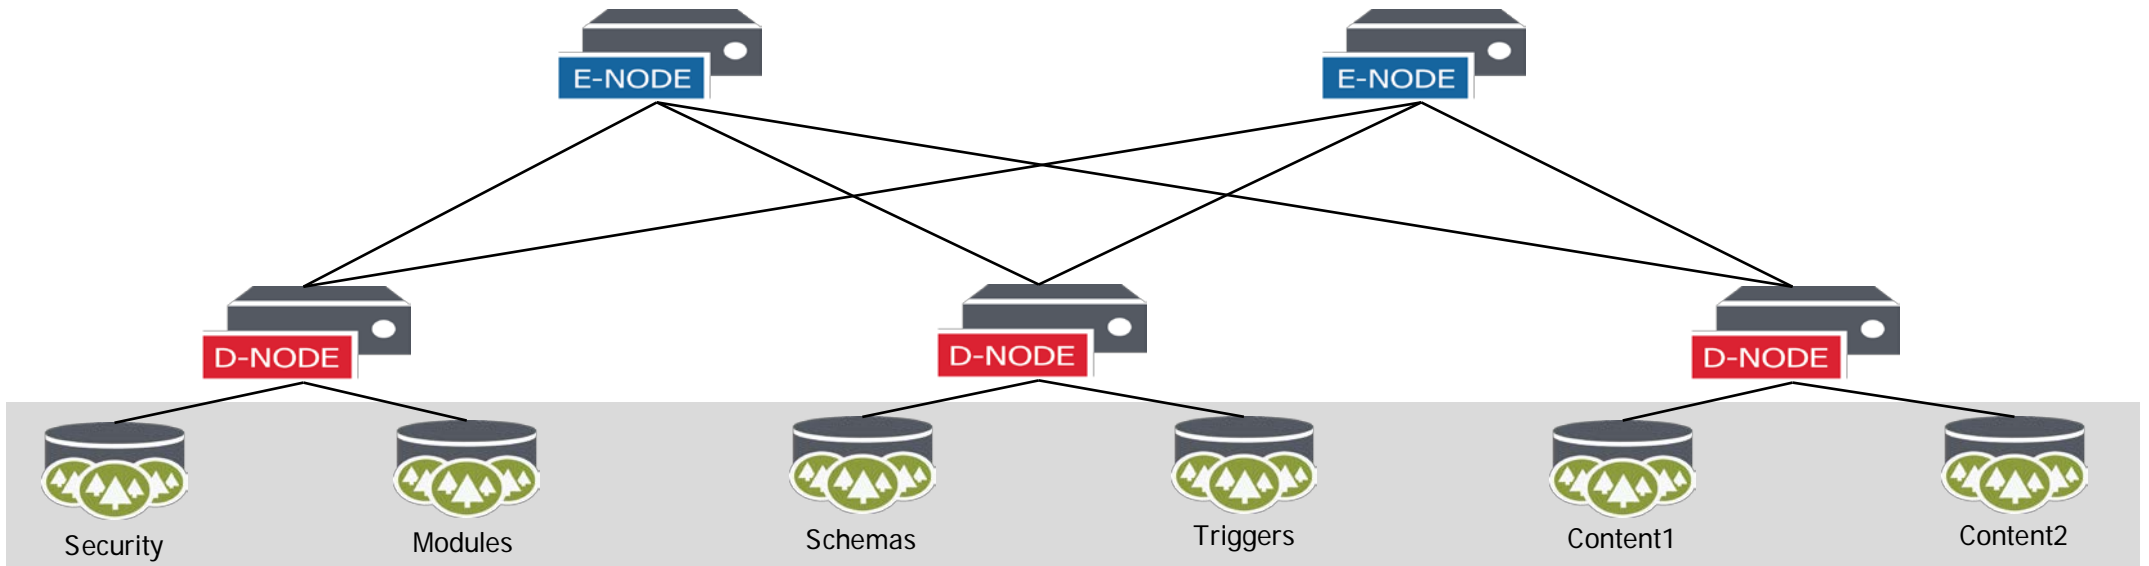 E-NODE
E-NODE
D-NODE
D-NODE
D-NODE
Security
Modules
Schemas
Triggers
Content1
Content2